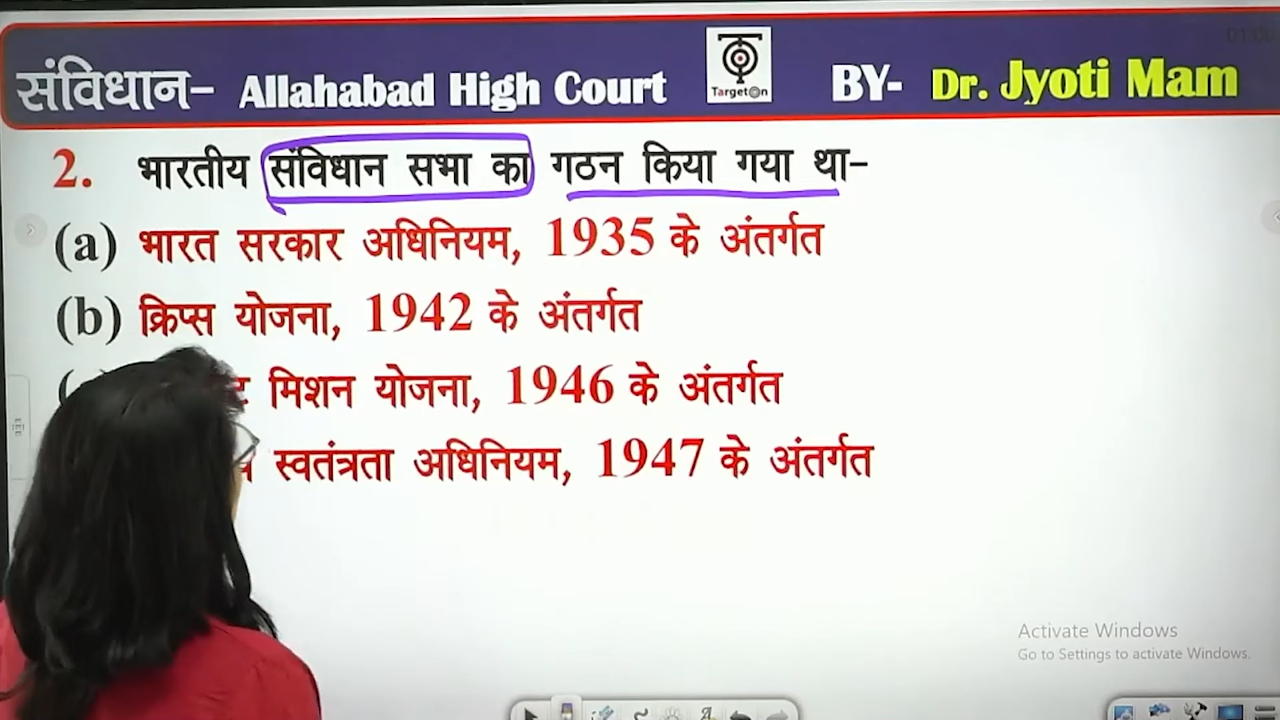 संविधान- Allahabad High Court TargetOn BY- Dr. Jyoti Mam
2. भारतीय संविधान सभा का गठन किया गया था-
(a) भारत सरकार अधिनियम, 1935 के अंतर्गत
(b) क्रिप्स योजना, 1942 के अंतर्गत
मिशन योजना, 1946 के अंतर्गत
स्वतंत्रता अधिनियम, 1947 के अंतर्गत
Activate Windows
Go to Settings to activate Windows.